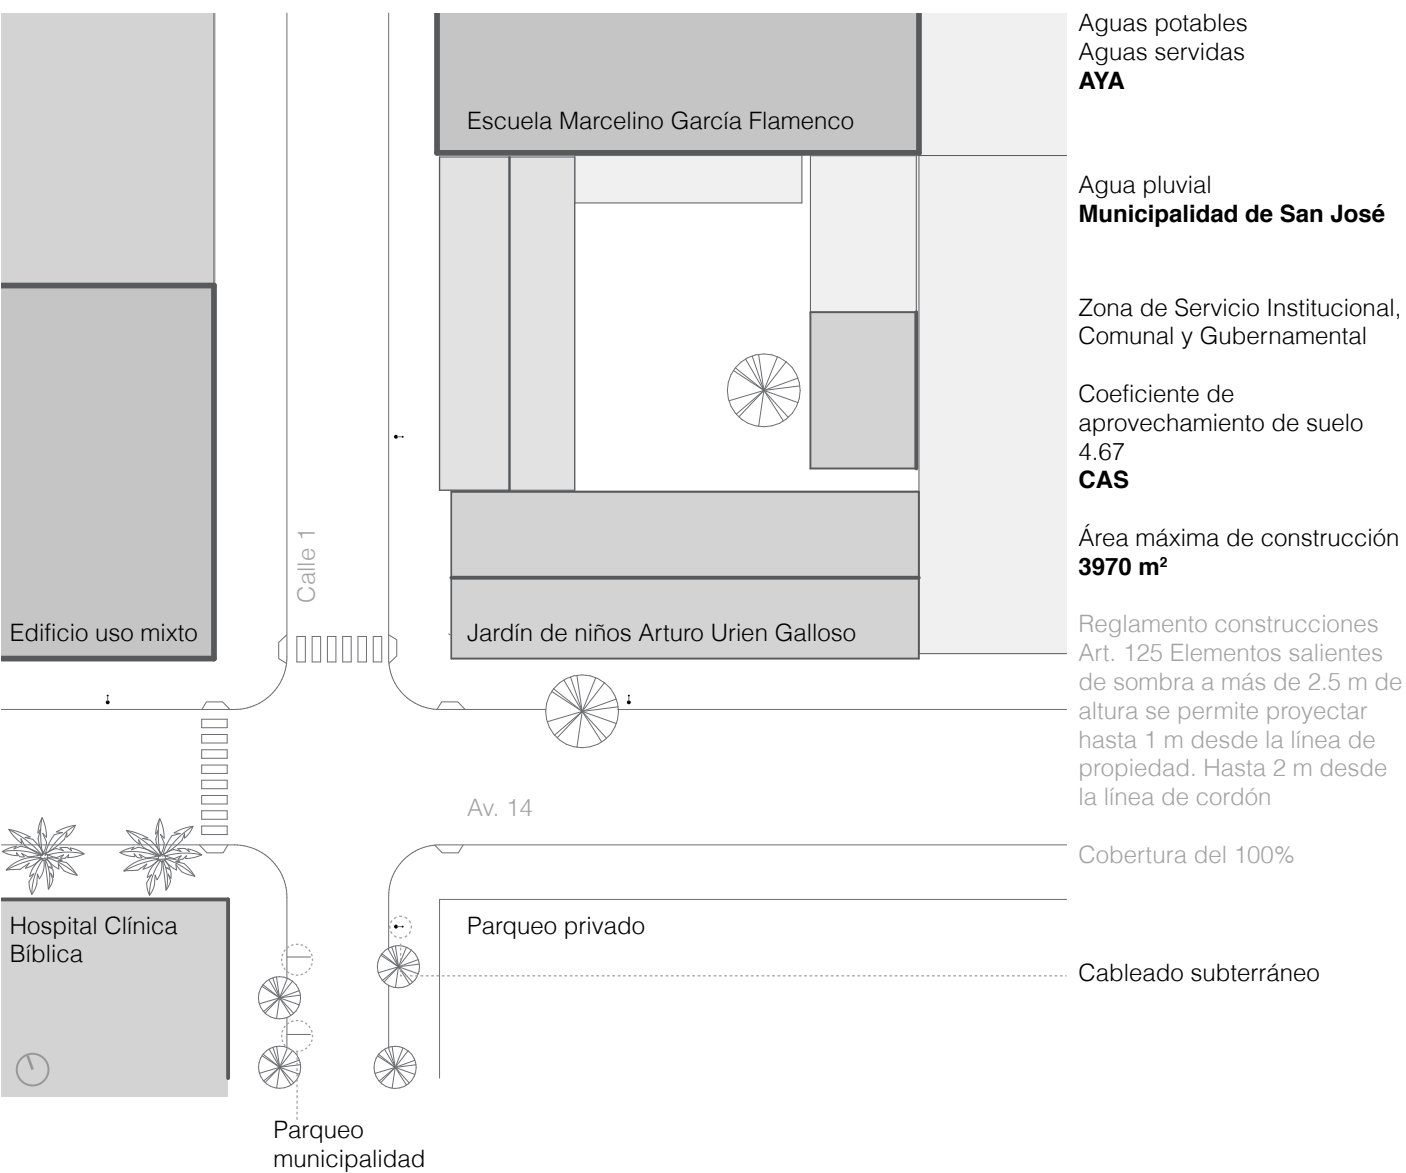 Aguas potables
Aguas servidas
AYA
Escuela Marcelino García Flamenco
Agua pluvial
Municipalidad de San José
Zona de Servicio Institucional,
Comunal y Gubernamental
Coeficiente de
aprovechamiento de suelo
4.67
CAS
Área máxima de construcción
3970 m²
Calle 1
Edificio uso mixto
Jardín de niños Arturo Urien Galloso
Reglamento construcciones
Art. 125 Elementos salientes
de sombra a más de 2.5 m de
altura se permite proyectar
hasta 1 m desde la línea de
propiedad. Hasta 2 m desde
la línea de cordón
Av. 14
Cobertura del 100%
Hospital Clínica
Bíblica
Parqueo privado
Cableado subterráneo
Parqueo
municipalidad